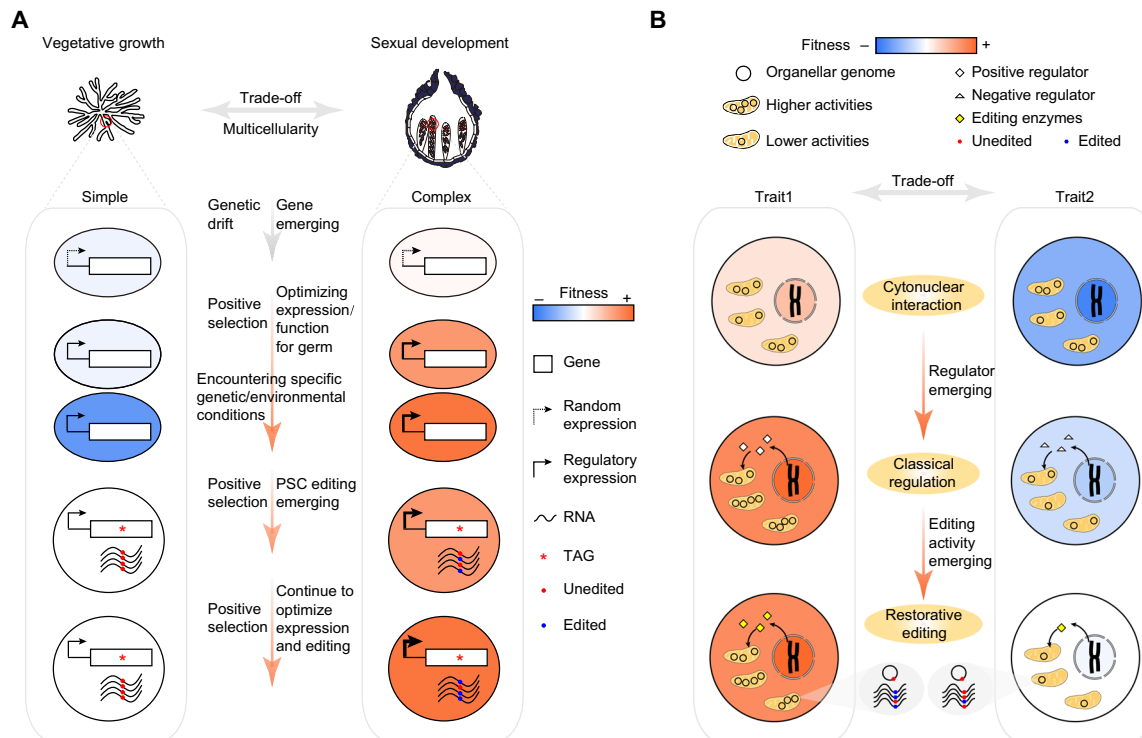 A
Vegetative growth
Sexual development
Trade-off
Multicellularity
Simple
Complex
Genetic
drift
Gene
emerging
Positive
selection
Optimizing
expression/
function
for germ
Encountering specific
genetic/environmental
conditions
Positive
selection
PSC editing
emerging
*
*
Positive
selection
Continue to
optimize
expression
and editing
*
*
– Fitness +
Gene
Random
expression
Regulatory
expression
RNA
* TAG
Unedited
Edited
B
Fitness – +
Organellar genome
Higher activities
Lower activities
Positive regulator
Negative regulator
Editing enzymes
Unedited
Edited
Trade-off
Trait1
Trait2
Cytonuclear
interaction
Regulator
emerging
Classical
regulation
Editing
activity
emerging
Restorative
editing